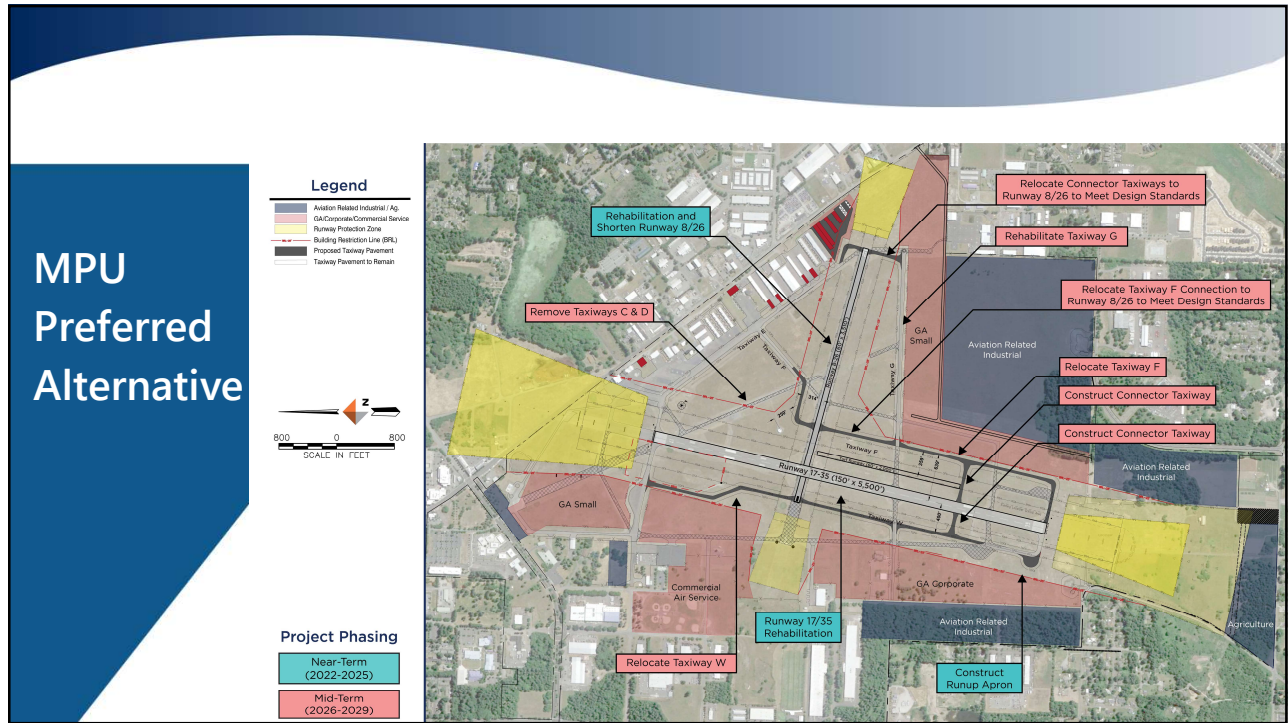 MPU
Preferred
Alternative
Legend
Aviation Related Industrial / Ag.
GA/Corporate/Commercial Service
Runway Protection Zone
Building Restriction Line (BRL)
Proposed Taxiway Pavement
Taxiway Pavement to Remain
Z
800 0 800
SCALE IN FEET
Project Phasing
Near-Term
(2022-2025)
Mid-Term
(2026-2029)
Rehabilitation and
Shorten Runway 8/26
Relocate Connector Taxiways to
Runway 8/26 to Meet Design Standards
Rehabilitate Taxiway G
Relocate Taxiway F Connection to
Runway 8/26 to Meet Design Standards
Remove Taxiways C & D
Relocate Taxiway F
Construct Connector Taxiway
Construct Connector Taxiway
Taxiway E
Taxiway F
Taxiway G
GA
Small
Aviation Related
Industrial
314'
Taxiway F
Runway 17-35 (150' x 5,500')
Aviation Related
Industrial
GA Small
Taxiway W
Commercial
Air Service
GA Corporate
Runway 17/35
Rehabilitation
Aviation Related
Industrial
Agriculture
Relocate Taxiway W
Construct
Runup Apron